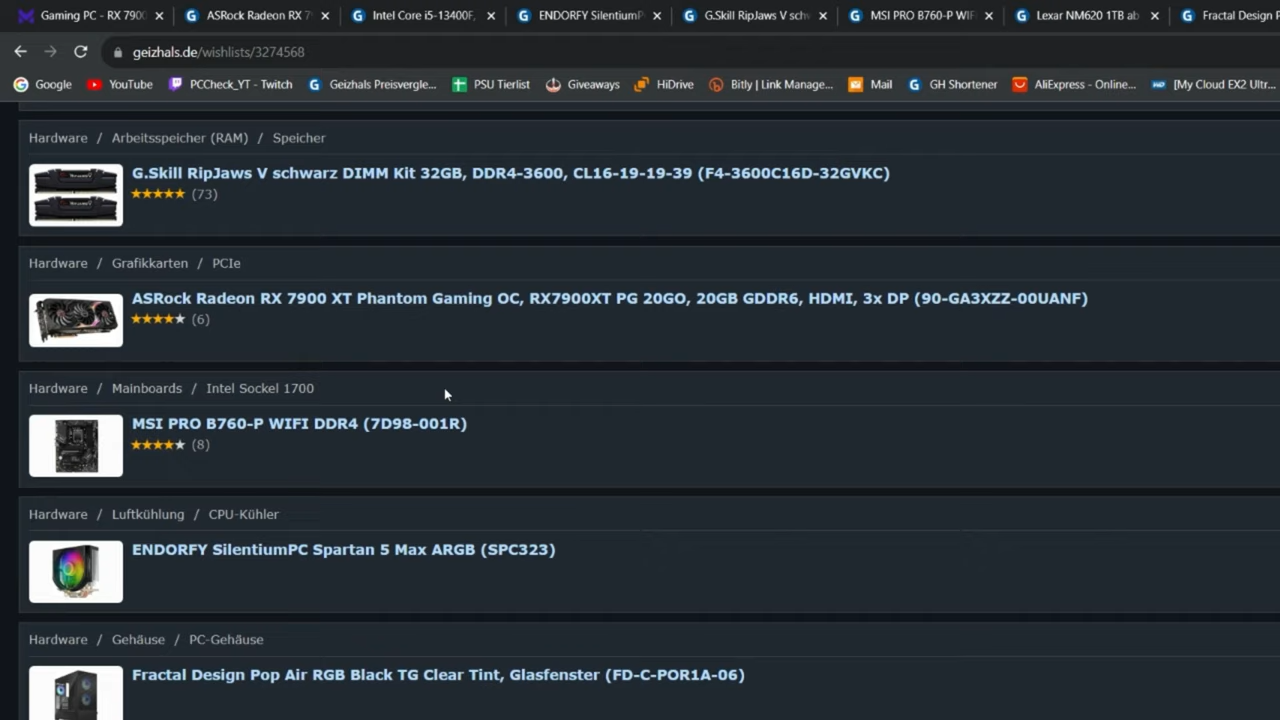 Gaming PC - RX 7900
ASRock Radeon RX 7
Intel Core i5-13400F,
ENDORFY SilentiumP
G.Skill RipJaws V sch
MSI PRO B760-P WIF
Lexar NM620 1TB ab
Fractal Design P
geizhals.de/wishlists/3274568
Google
YouTube
PCCheck_YT - Twitch
Geizhals Preisvergle...
PSU Tierlist
Giveaways
HiDrive
Bitly | Link Manage...
Mail
GH Shortener
AliExpress - Online...
[My Cloud EX2 Ultr...
Hardware / Arbeitsspeicher (RAM) / Speicher
G.Skill RipJaws V schwarz DIMM Kit 32GB, DDR4-3600, CL16-19-19-39 (F4-3600C16D-32GVKC)
(73)
Hardware / Grafikkarten / PCIe
ASRock Radeon RX 7900 XT Phantom Gaming OC, RX7900XT PG 20GO, 20GB GDDR6, HDMI, 3x DP (90-GA3XZZ-00UANF)
(6)
Hardware / Mainboards / Intel Sockel 1700
MSI PRO B760-P WIFI DDR4 (7D98-001R)
(8)
Hardware / Luftkühlung / CPU-Kühler
ENDORFY SilentiumPC Spartan 5 Max ARGB (SPC323)
Hardware / Gehäuse / PC-Gehäuse
Fractal Design Pop Air RGB Black TG Clear Tint, Glasfenster (FD-C-POR1A-06)